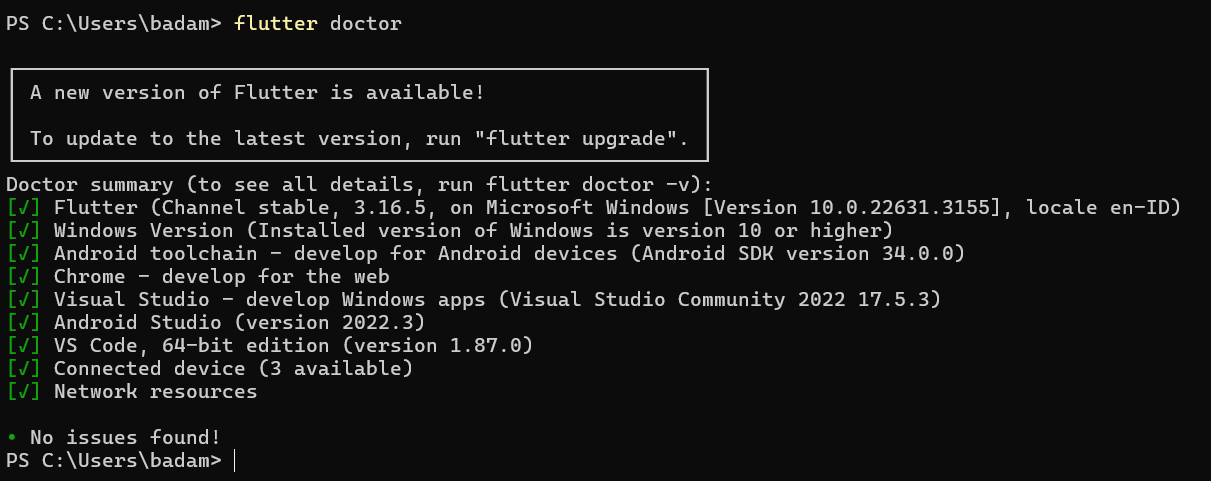 PS C:\Users\badam> flutter doctor
A new version of Flutter is available!
To update to the latest version, run "flutter upgrade".
Doctor summary (to see all details, run flutter doctor -v):
[√] Flutter (Channel stable, 3.16.5, on Microsoft Windows [Version 10.0.22631.3155], locale en-ID)
[√] Windows Version (Installed version of Windows is version 10 or higher)
[√] Android toolchain - develop for Android devices (Android SDK version 34.0.0)
[√] Chrome - develop for the web
[√] Visual Studio - develop Windows apps (Visual Studio Community 2022 17.5.3)
[√] Android Studio (version 2022.3)
[√] VS Code, 64-bit edition (version 1.87.0)
[√] Connected device (3 available)
[√] Network resources
• No issues found!
PS C:\Users\badam>